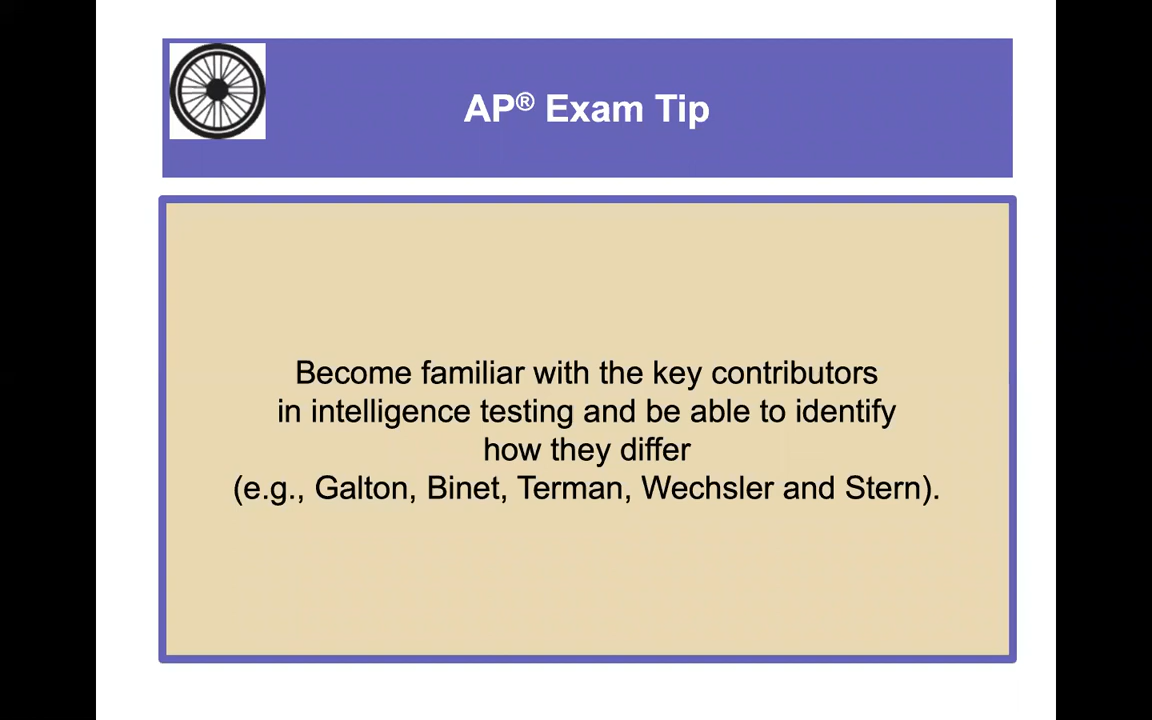 AP® Exam Tip
Become familiar with the key contributors
in intelligence testing and be able to identify
how they differ
(e.g., Galton, Binet, Terman, Wechsler and Stern).